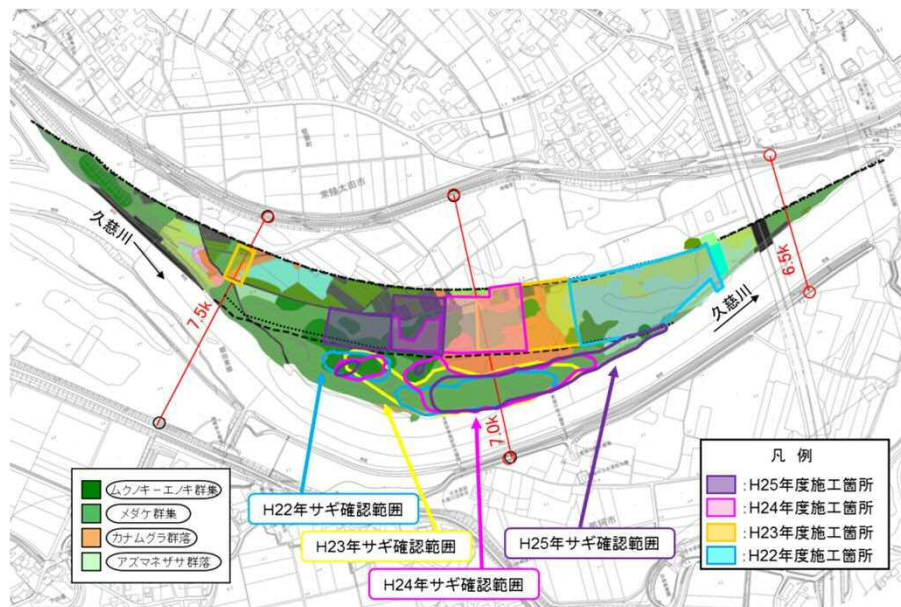 常陸太田市
久慈川
7.5k
7.0k
6.5k
久慈川
ムクノキーエノキ群集
メダケ群集
カナムグラ群落
アズマネザサ群落
H22年サギ確認範囲
H23年サギ確認範囲
H24年サギ確認範囲
H25年サギ確認範囲
凡 例
:H25年度施工箇所
:H24年度施工箇所
:H23年度施工箇所
:H22年度施工箇所